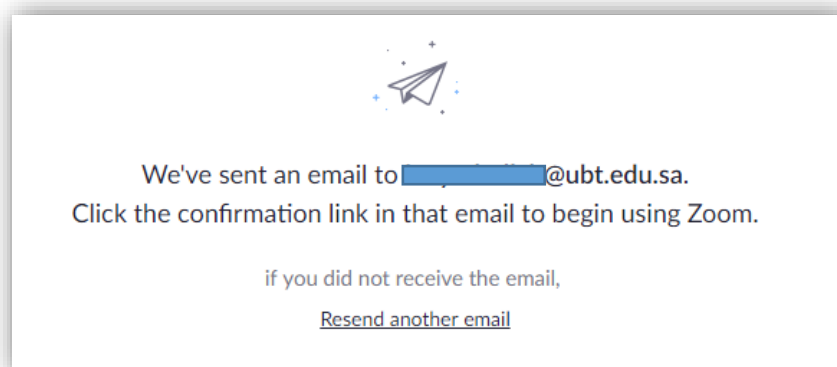 We've sent an email to @ubt.edu.sa.
Click the confirmation link in that email to begin using Zoom.
if you did not receive the email,
Resend another email